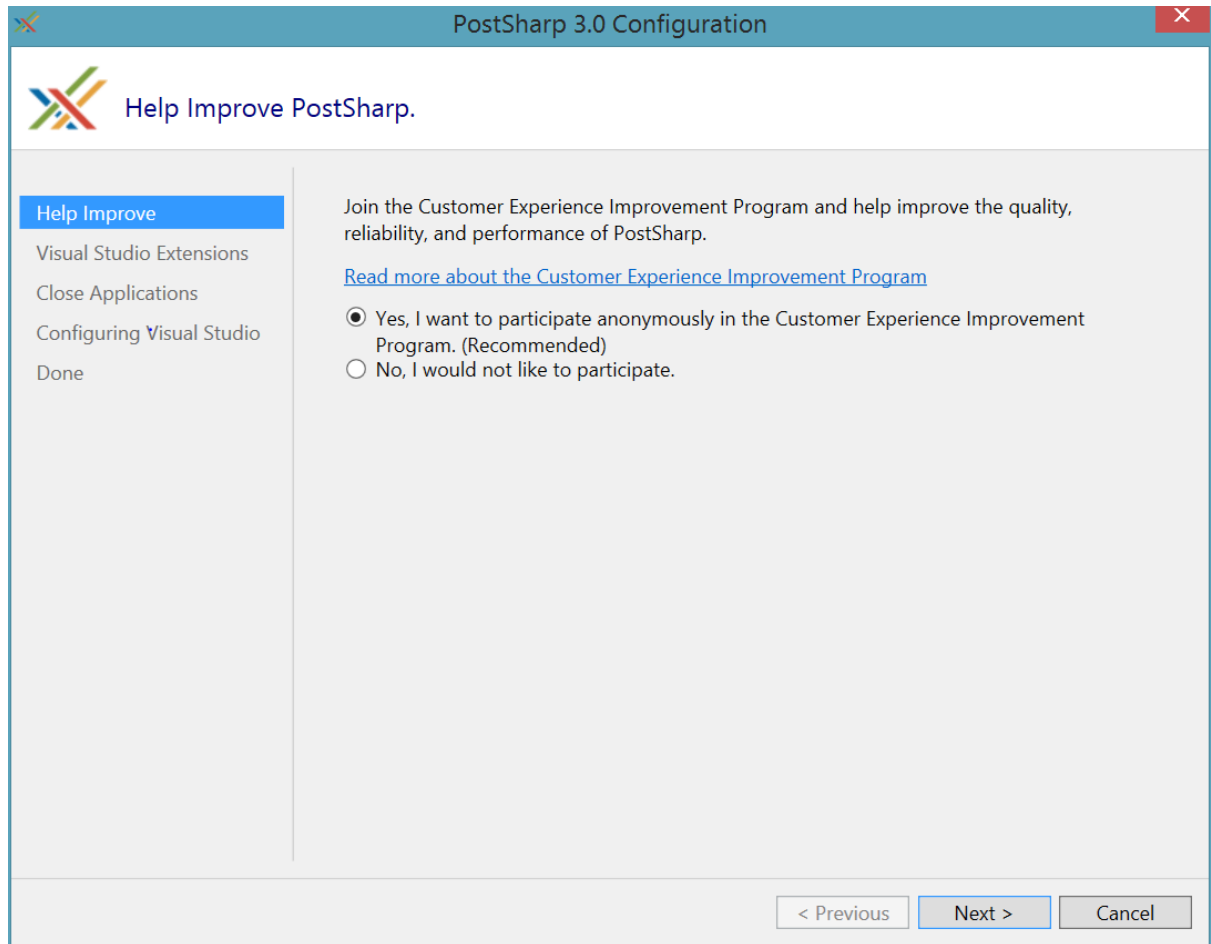 PostSharp 3.0 Configuration
Help Improve PostSharp.
Help Improve
Visual Studio Extensions
Close Applications
Configuring Visual Studio
Done
Join the Customer Experience Improvement Program and help improve the quality,
reliability, and performance of PostSharp.
Read more about the Customer Experience Improvement Program
Yes, I want to participate anonymously in the Customer Experience Improvement
Program. (Recommended)
No, I would not like to participate.
< Previous
Next >
Cancel